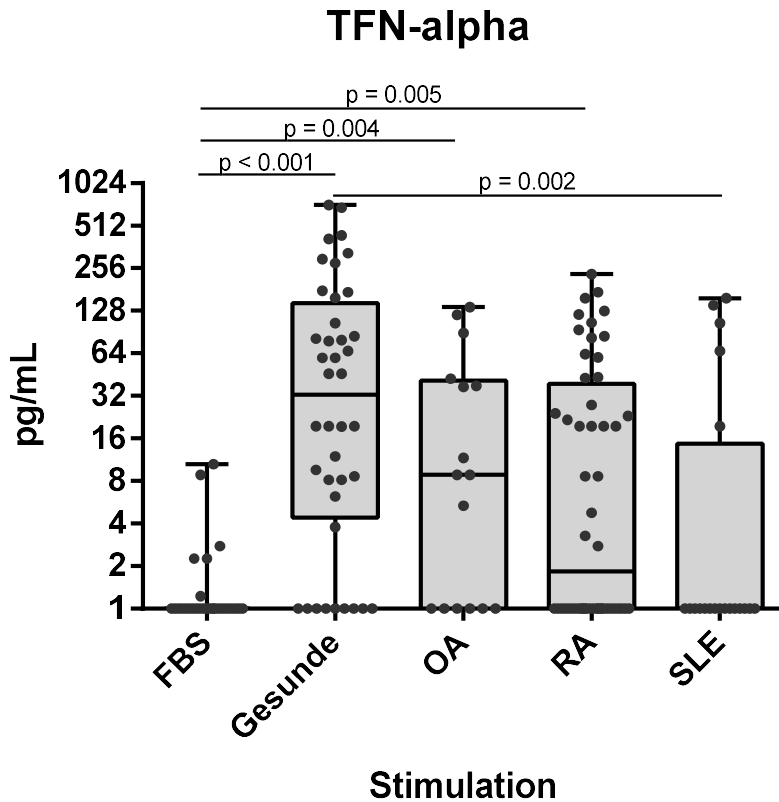 TFN-alpha
p = 0.005
p = 0.004
p < 0.001
p = 0.002
1024
512
256
128
64
32
16
8
4
2
1
pg/mL
FBS
Gesunde
OA
RA
SLE
Stimulation